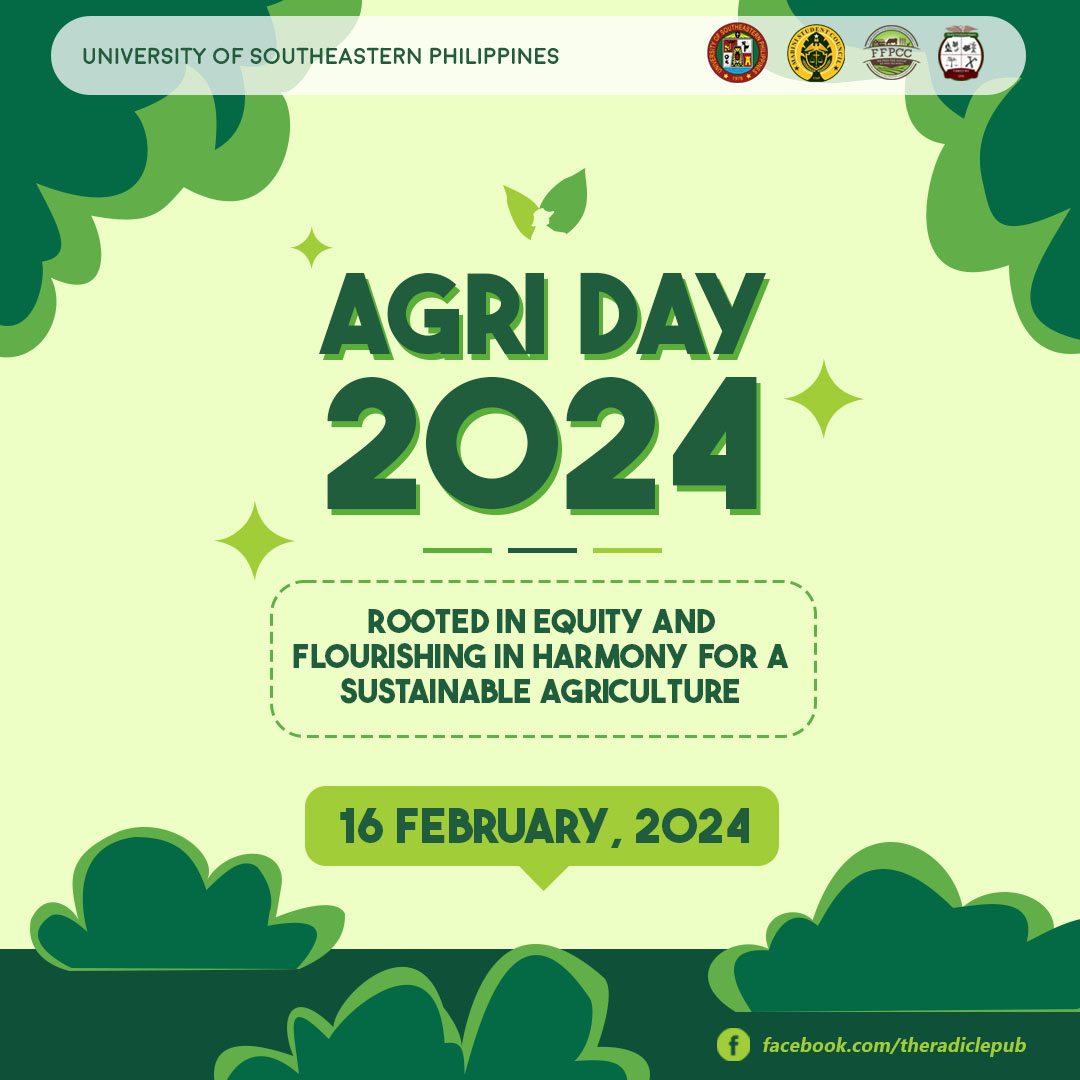 UNIVERSITY OF SOUTHEASTERN PHILIPPINES
FFPCC
AGRI DAY
2024
ROOTED IN EQUITY AND
FLOURISHING IN HARMONY FOR A
SUSTAINABLE AGRICULTURE
16 FEBRUARY, 2024
facebook.com/theradiclepub